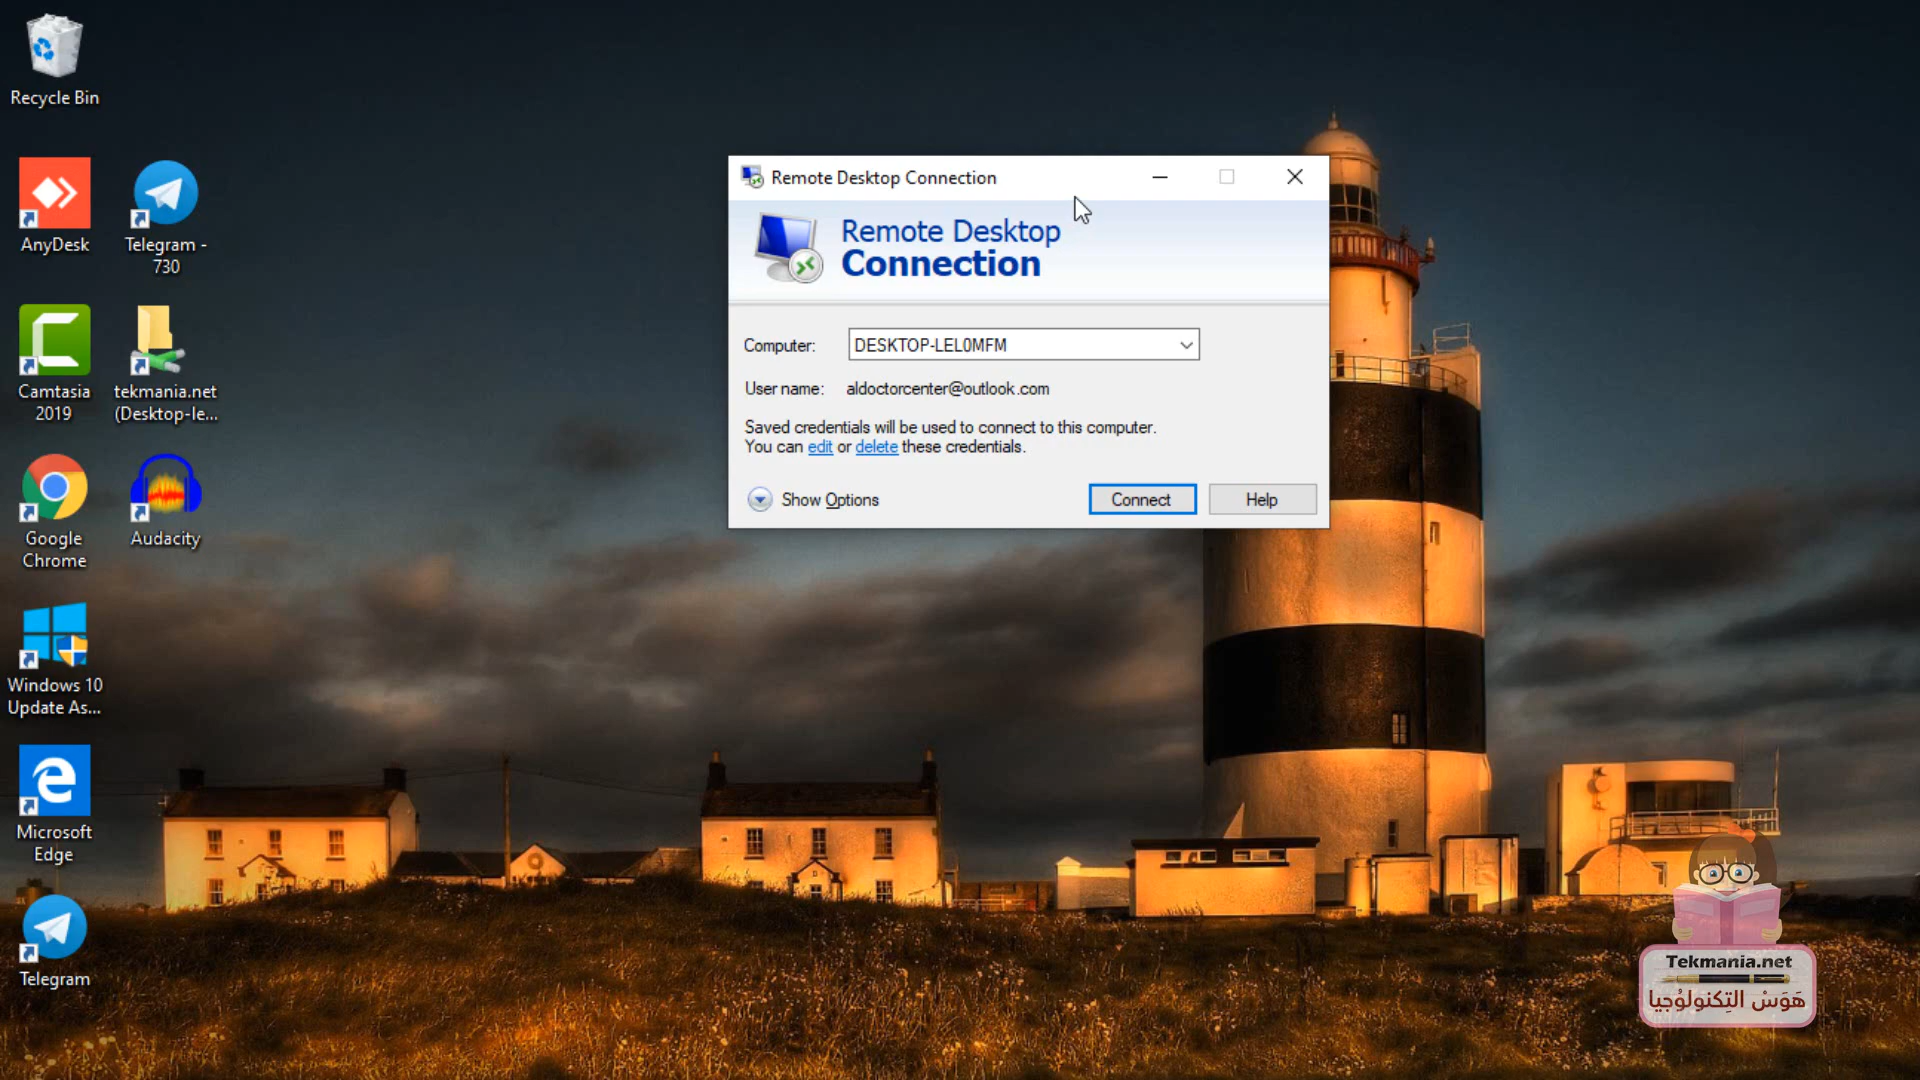 Recycle Bin
AnyDesk
Telegram -
730
Camtasia
2019
tekmania.net
(Desktop-le...
Google
Chrome
Audacity
Windows 10
Update As...
Microsoft
Edge
Telegram
Remote Desktop Connection
Remote Desktop
Connection
Computer: DESKTOP-LEL0MFM
User name: aldoctorcenter@outlook.com
Saved credentials will be used to connect to this computer.
You can edit or delete these credentials.
Show Options
Connect
Help
Tekmania.net
هَوَسْ التِكنولوُجيا